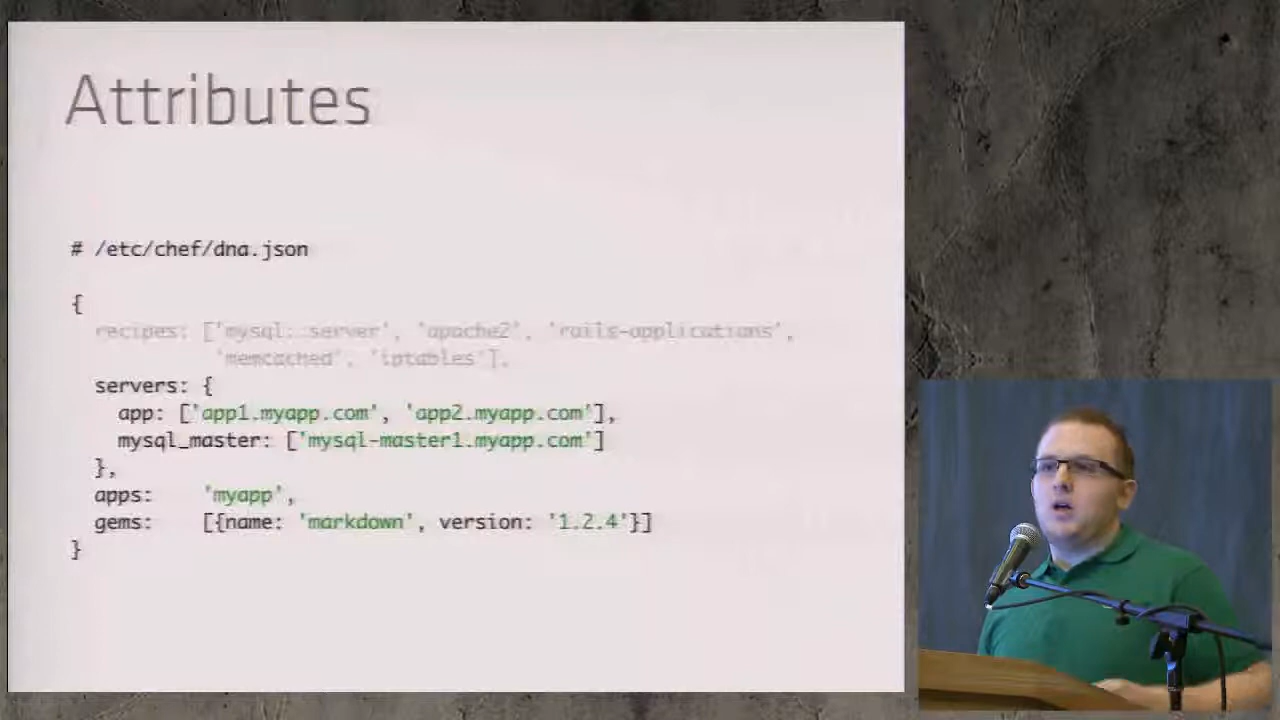 Attributes
# /etc/chef/dna.json
{
recipes: ['mysql::server', 'apache2', 'rails-applications',
'memcached', 'iptables'],
servers: {
app: ['app1.myapp.com', 'app2.myapp.com'],
mysql_master: ['mysql-master1.myapp.com']
},
apps: 'myapp',
gems: [{name: 'markdown', version: '1.2.4'}]
}